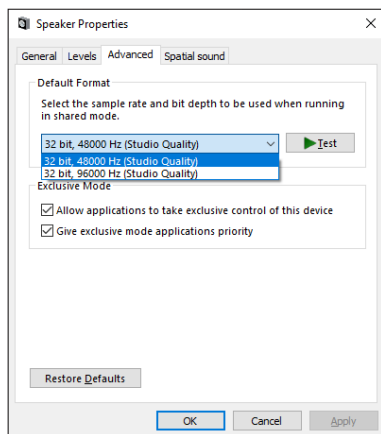 Speaker Properties
General Levels Advanced Spatial sound
Default Format
Select the sample rate and bit depth to be used when running
in shared mode.
32 bit, 48000 Hz (Studio Quality) Test
32 bit, 48000 Hz (Studio Quality)
32 bit, 96000 Hz (Studio Quality)
Exclusive Mode
Allow applications to take exclusive control of this device
Give exclusive mode applications priority
Restore Defaults
OK Cancel Apply